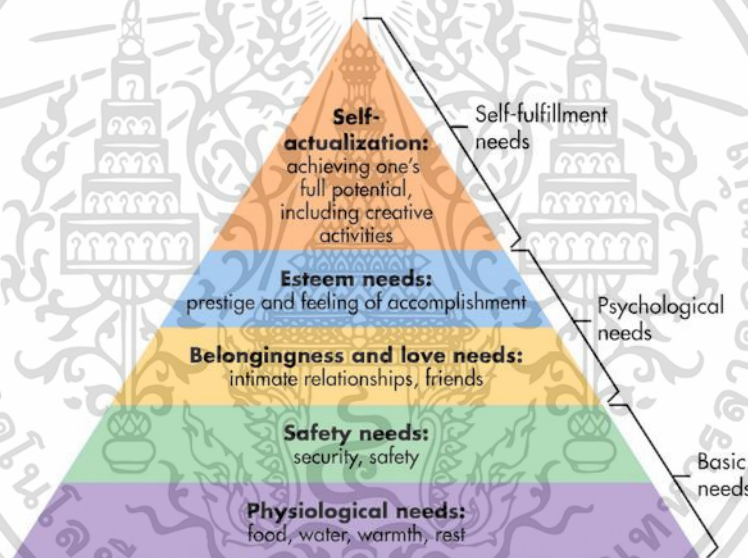 Self-
actualization:
achieving one's
full potential,
including creative
activities
Self-fulfillment
needs
Esteem needs:
prestige and feeling of accomplishment
Psychological
needs
Belongingness and love needs:
intimate relationships, friends
Safety needs:
security, safety
Basic
needs
Physiological needs:
food, water, warmth, rest